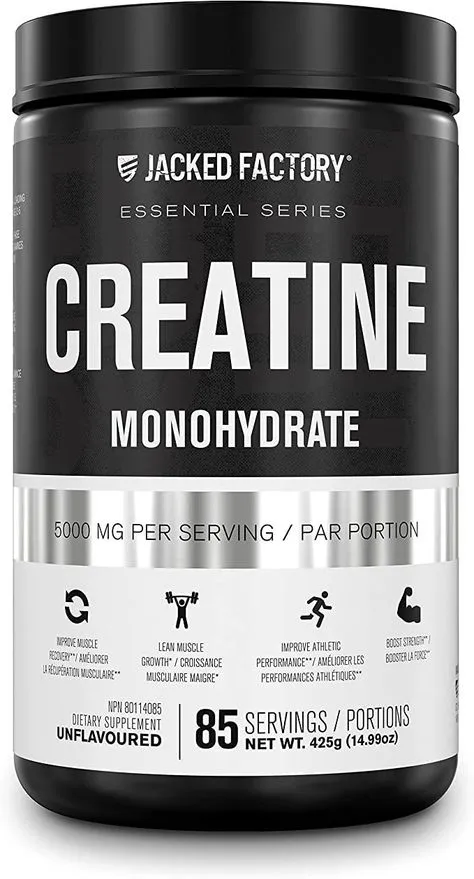 JACKED FACTORY®
ESSENTIAL SERIES
CREATINE
MONOHYDRATE
5000 MG PER SERVING / PAR PORTION
IMPROVE MUSCLE
RECOVERY**/ AMÉLIORER
LA RÉCUPÉRATION MUSCULAIRE**
LEAN MUSCLE
GROWTH* / CROISSANCE
MUSCULAIRE MAIGRE*
IMPROVE ATHLETIC
PERFORMANCE**/ AMÉLIORER LES
PERFORMANCES ATHLÉTIQUES**
BOOST STRENGTH** /
BOOSTER LA FORCE**
NPN 80114085
DIETARY SUPPLEMENT
UNFLAVOURED
85 SERVINGS / PORTIONS
NET WT. 425g (14.99oz)